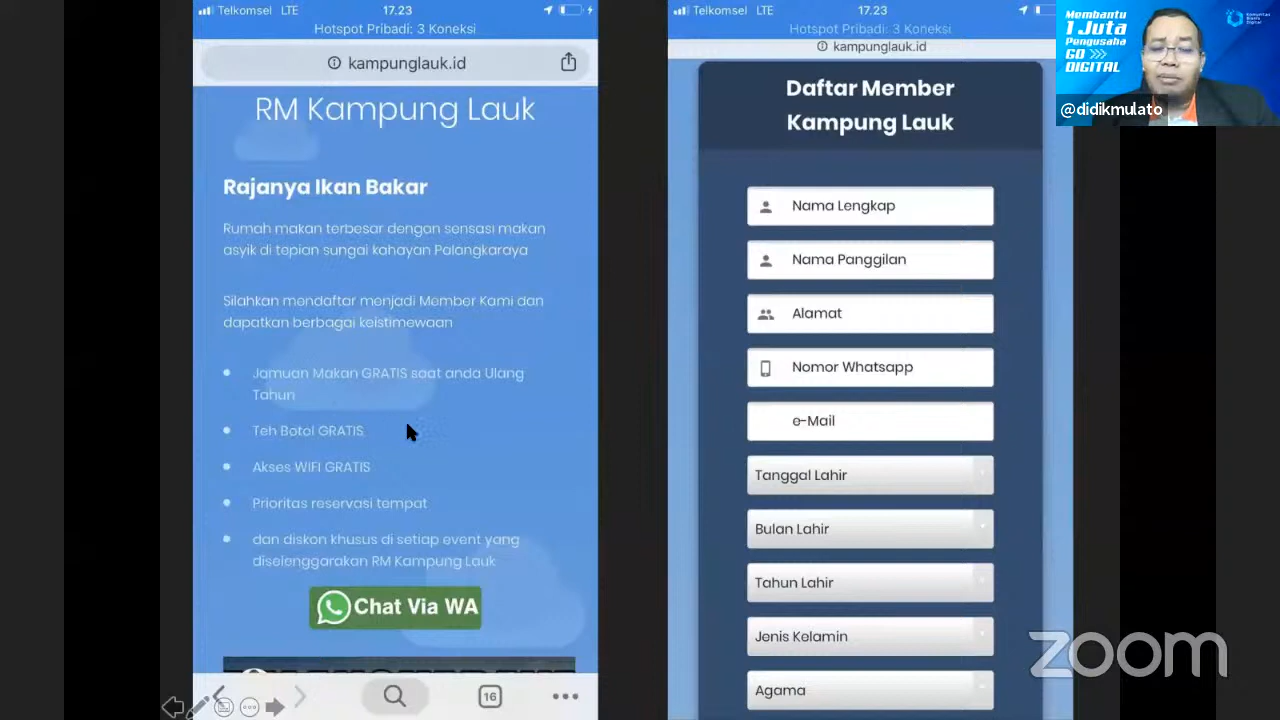 Telkomsel LTE 17.23
Hotspot Pribadi: 3 Koneksi
kampunglauk.id
RM Kampung Lauk
Rajanya Ikan Bakar
Rumah makan terbesar dengan sensasi makan
asyik di tepian sungai kahayan Palangkaraya
Silahkan mendaftar menjadi Member Kami dan
dapatkan berbagai keistimewaan
Jamuan Makan GRATIS saat anda Ulang
Tahun
Teh Botol GRATIS
Akses WIFI GRATIS
Prioritas reservasi tempat
dan diskon khusus di setiap event yang
diselenggarakan RM Kampung Lauk
Chat Via WA
16
Telkomsel LTE 17.23
Hotspot Pribadi: 3 Koneksi
kampunglauk.id
Daftar Member
Kampung Lauk
Nama Lengkap
Nama Panggilan
Alamat
Nomor Whatsapp
e-Mail
Tanggal Lahir
Bulan Lahir
Tahun Lahir
Jenis Kelamin
Agama
Membantu
1 Juta
Pengusaha
GO
DIGITAL
Komunitas
Bisnis
Digital
@didikmulato
zoom